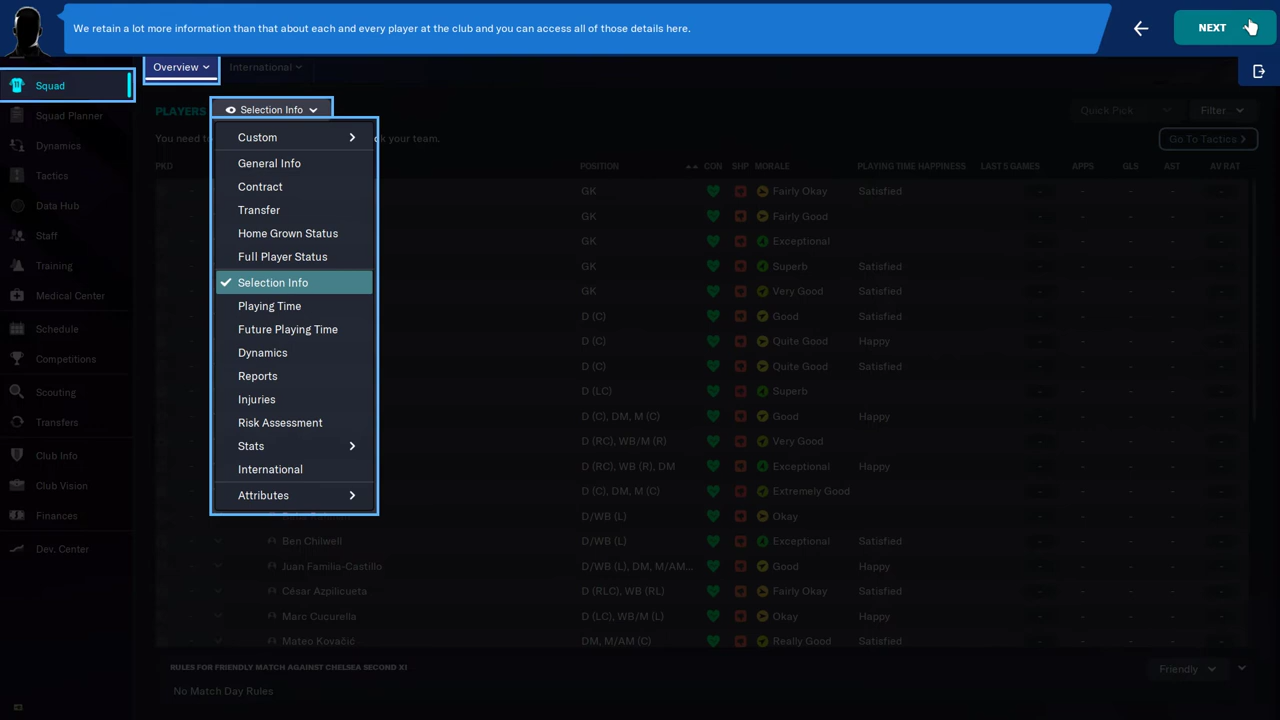 We retain a lot more information than that about each and every player at the club and you can access all of those details here.
NEXT
Overview
International
Squad
Squad Planner
Dynamics
Tactics
Data Hub
Staff
Training
Medical Center
Schedule
Competitions
Scouting
Transfers
Club Info
Club Vision
Finances
Dev. Center
PLAYERS
Selection Info
Quick Pick
Filter
You need to
ck your team.
Go To Tactics >
Custom
General Info
Contract
Transfer
Home Grown Status
Full Player Status
Selection Info
Playing Time
Future Playing Time
Dynamics
Reports
Injuries
Risk Assessment
Stats
International
Attributes
PKD POSITION CON SHP MORALE PLAYING TIME HAPPINESS LAST 5 GAMES APPS GLS AST AV RAT
GK Fairly Okay Satisfied - - - - -
GK Fairly Good - - - - -
GK Exceptional - - - - -
GK Superb Satisfied - - - - -
GK Very Good Satisfied - - - - -
D (C) Good Satisfied - - - - -
D (C) Quite Good Happy - - - - -
D (C) Quite Good Satisfied - - - - -
D (LC) Superb - - - - -
D (C), DM, M (C) Good Happy - - - - -
D (RC), WB/M (R) Very Good - - - - -
D (RC), WB (R), DM Exceptional Happy - - - - -
D (C), DM, M (C) Extremely Good - - - - -
D/WB (L) Okay - - - - -
Ben Chilwell D/WB (L) Exceptional Satisfied - - - - -
Juan Familia-Castillo D/WB (L), DM, M/AM... Good Happy - - - - -
César Azpilicueta D (RLC), WB (RL) Fairly Okay Satisfied - - - - -
Marc Cucurella D (LC), WB/M (L) Okay Happy - - - - -
Mateo Kovačić DM, M/AM (C) Really Good Satisfied - - - - -
RULES FOR FRIENDLY MATCH AGAINST CHELSEA SECOND XI
Friendly
No Match Day Rules